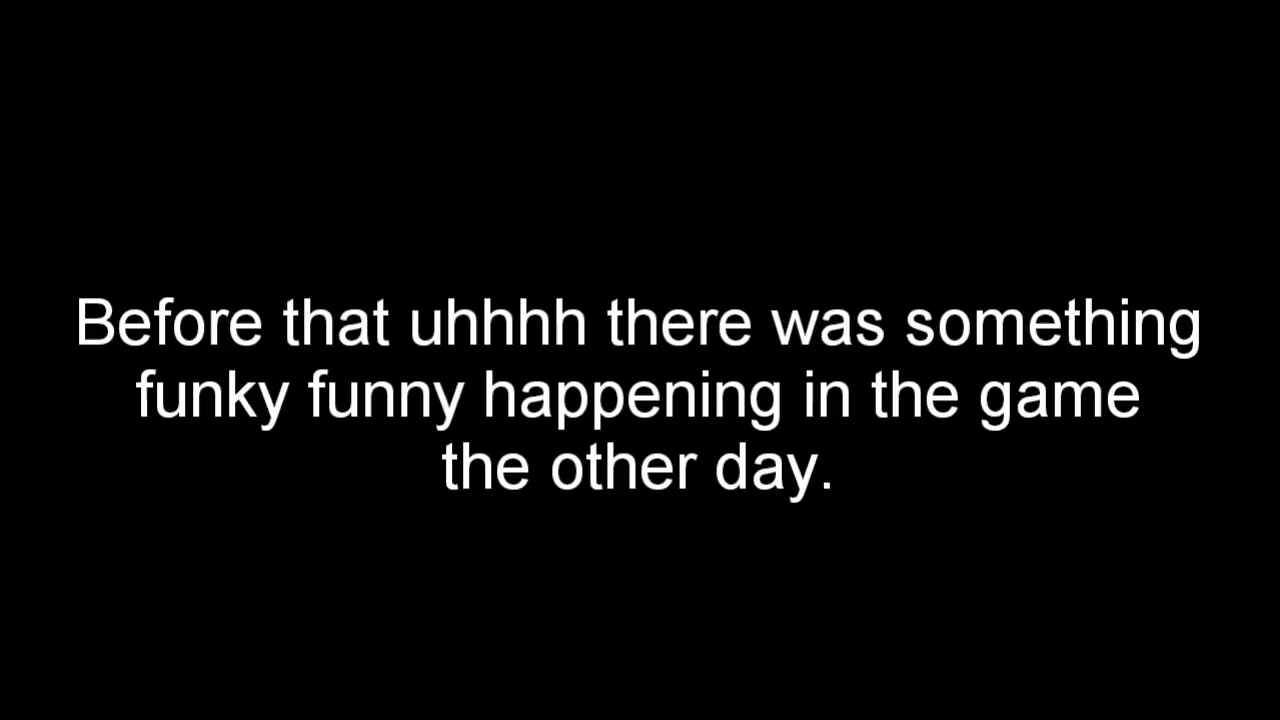 Before that uhhhh there was something
funky funny happening in the game
the other day.